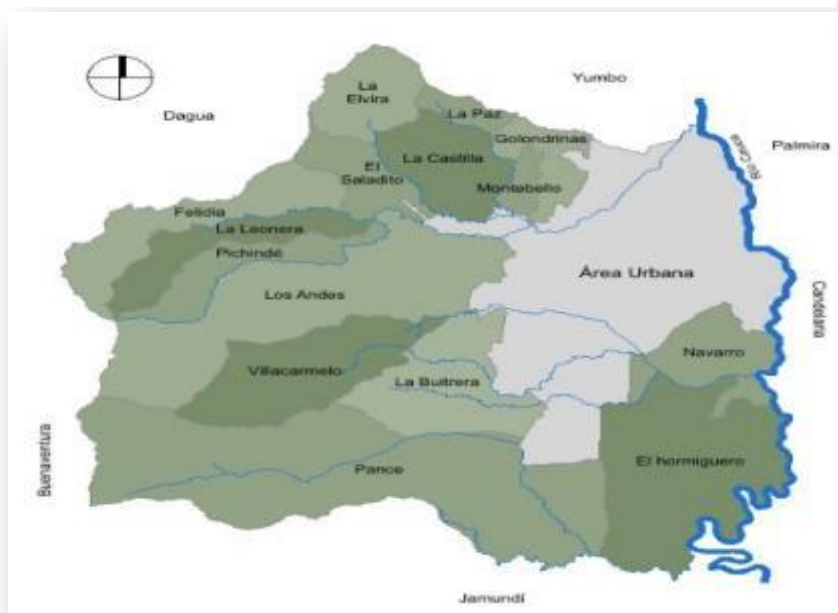 Yumbo
Dagua
La
Elvira
La Paz
Golondrinas
Palmira
Río Cauca
La Castilla
El
Saladito
Montebello
Felidia
La Leonera
Pichindé
Área Urbana
Los Andes
Candelaria
Navarro
Villacarmelo
La Buitrera
Buenaventura
Pance
El hormiguero
Jamundí